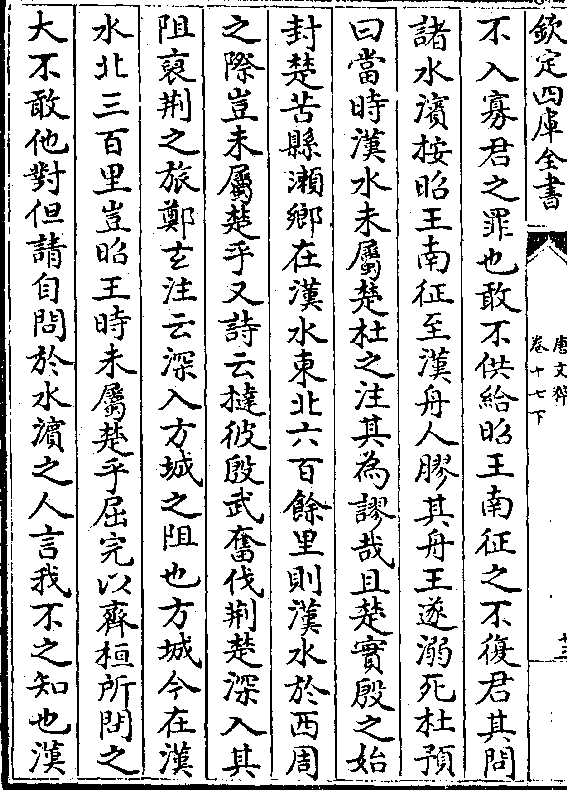 欽定四庫全書
唐文粹
卷十七下
不入寡君之罪也敢不供給昭王南征之不復君其問
諸水濵按昭王南征至漢舟人膠其舟王遂溺死杜預
曰當時漢水未屬楚杜之注其為謬哉且楚實殷之始
封楚苦縣瀬鄉在漢水東北六百餘里則漢水於西周
之際豈未屬楚乎又詩云撻彼殷武奮伐荆楚深入其
阻裒荆之旅鄭玄注云深入方城之阻也方城今在漢
水北三百里豈昭王時未屬楚乎屈完以齊桓所問之
大不敢他對但請自問於水濵之人言我不之知也漢